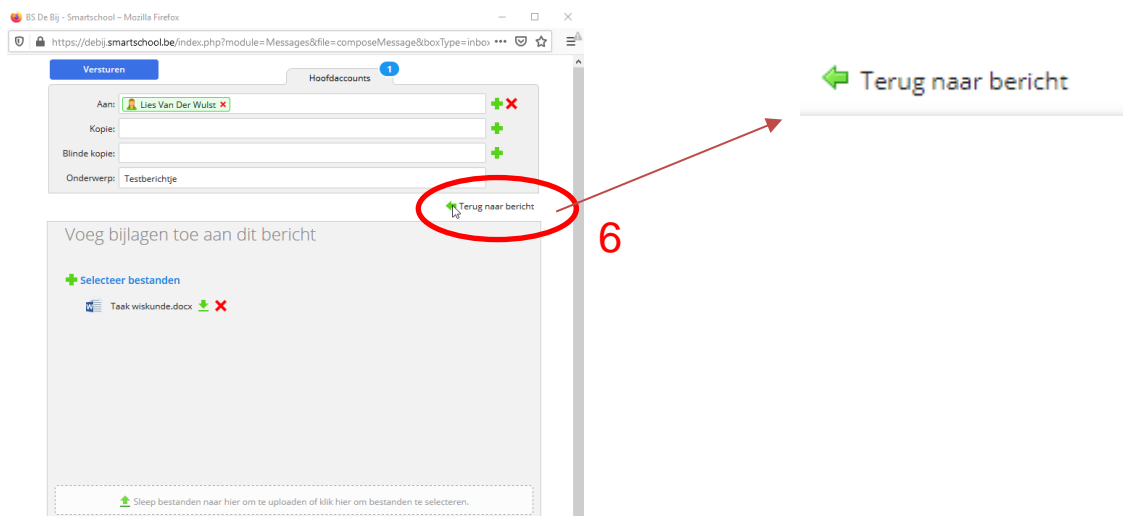 BS De Bij - Smartschool – Mozilla Firefox
https://debij.smartschool.be/index.php?module=Messages&file=composeMessage&boxType=inbo
Versturen
Hoofdaccounts
1
Aan: Lies Van Der Wulst
Kopie:
Blinde kopie:
Onderwerp: Testberichtje
Terug naar bericht
Voeg bijlagen toe aan dit bericht
Selecteer bestanden
Taak wiskunde.docx
Sleep bestanden naar hier om te uploaden of klik hier om bestanden te selecteren.
6
Terug naar bericht